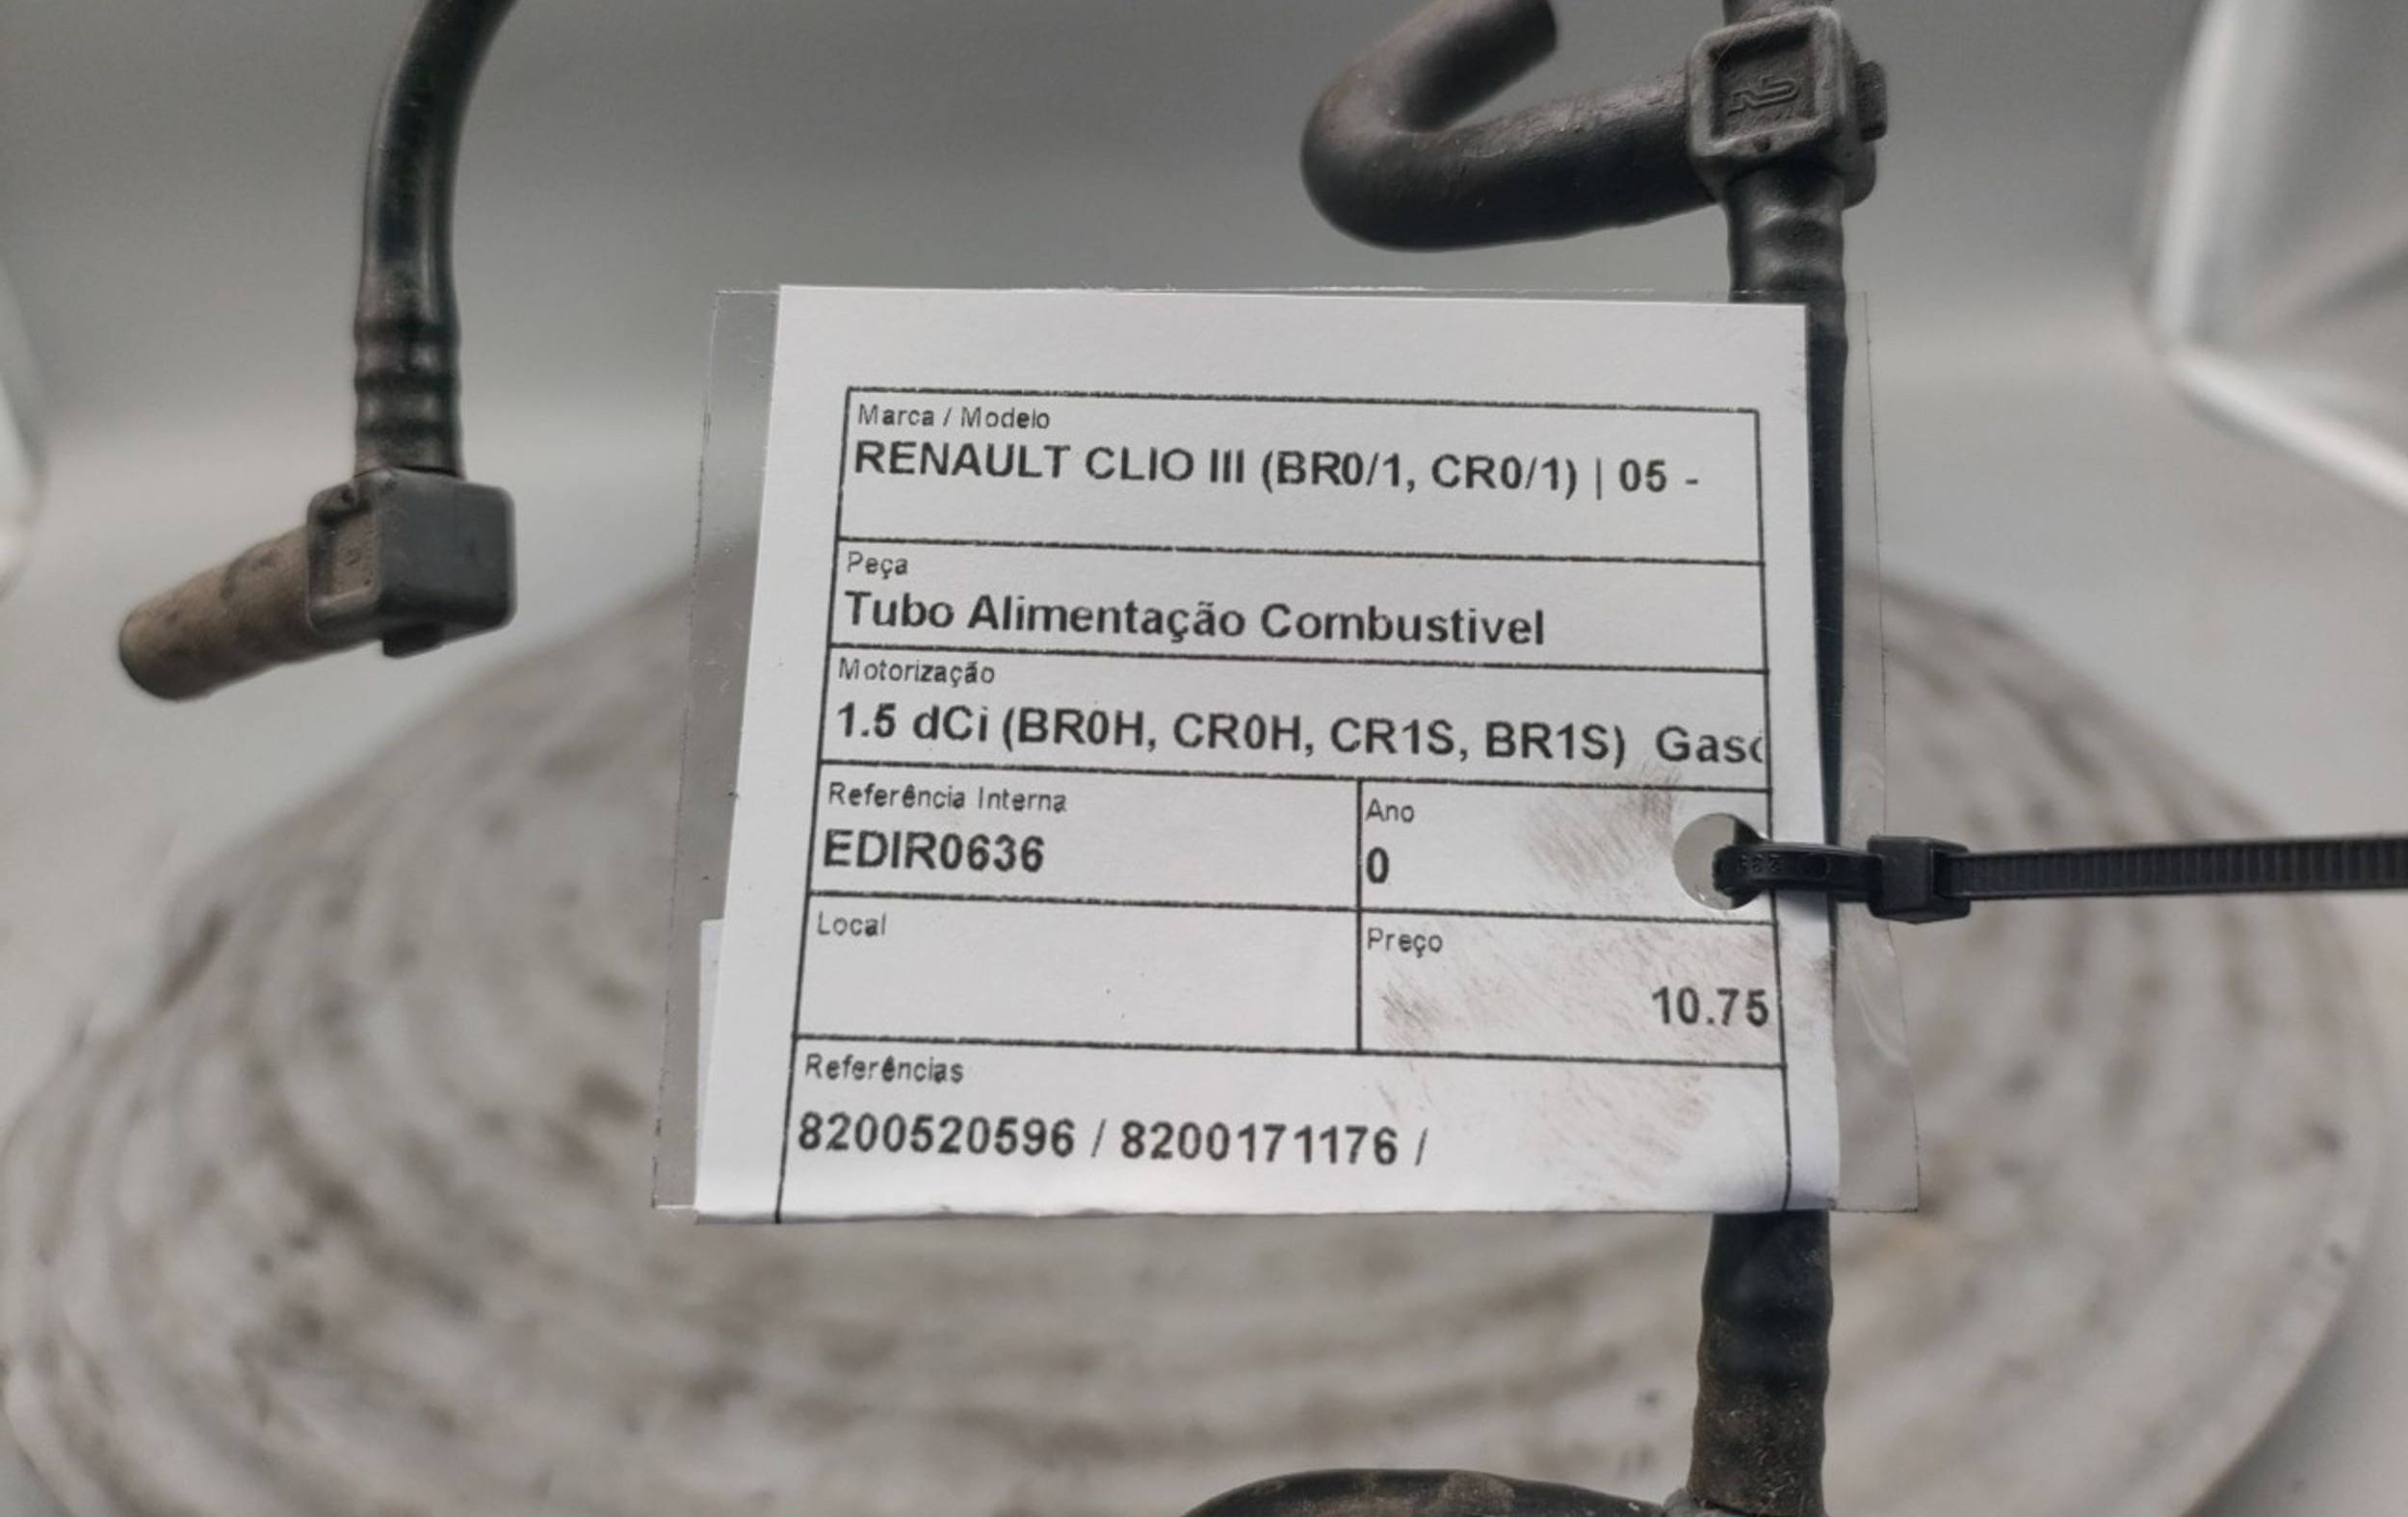 Marca / Modelo
RENAULT CLIO III (BR0/1, CR0/1) | 05 -
Peça
Tubo Alimentação Combustivel
Motorização
1.5 dCi (BR0H, CR0H, CR1S, BR1S) Gaso
Referência Interna
EDIR0636
Ano
0
Local
Preço
10.75
Referências
8200520596 / 8200171176 /